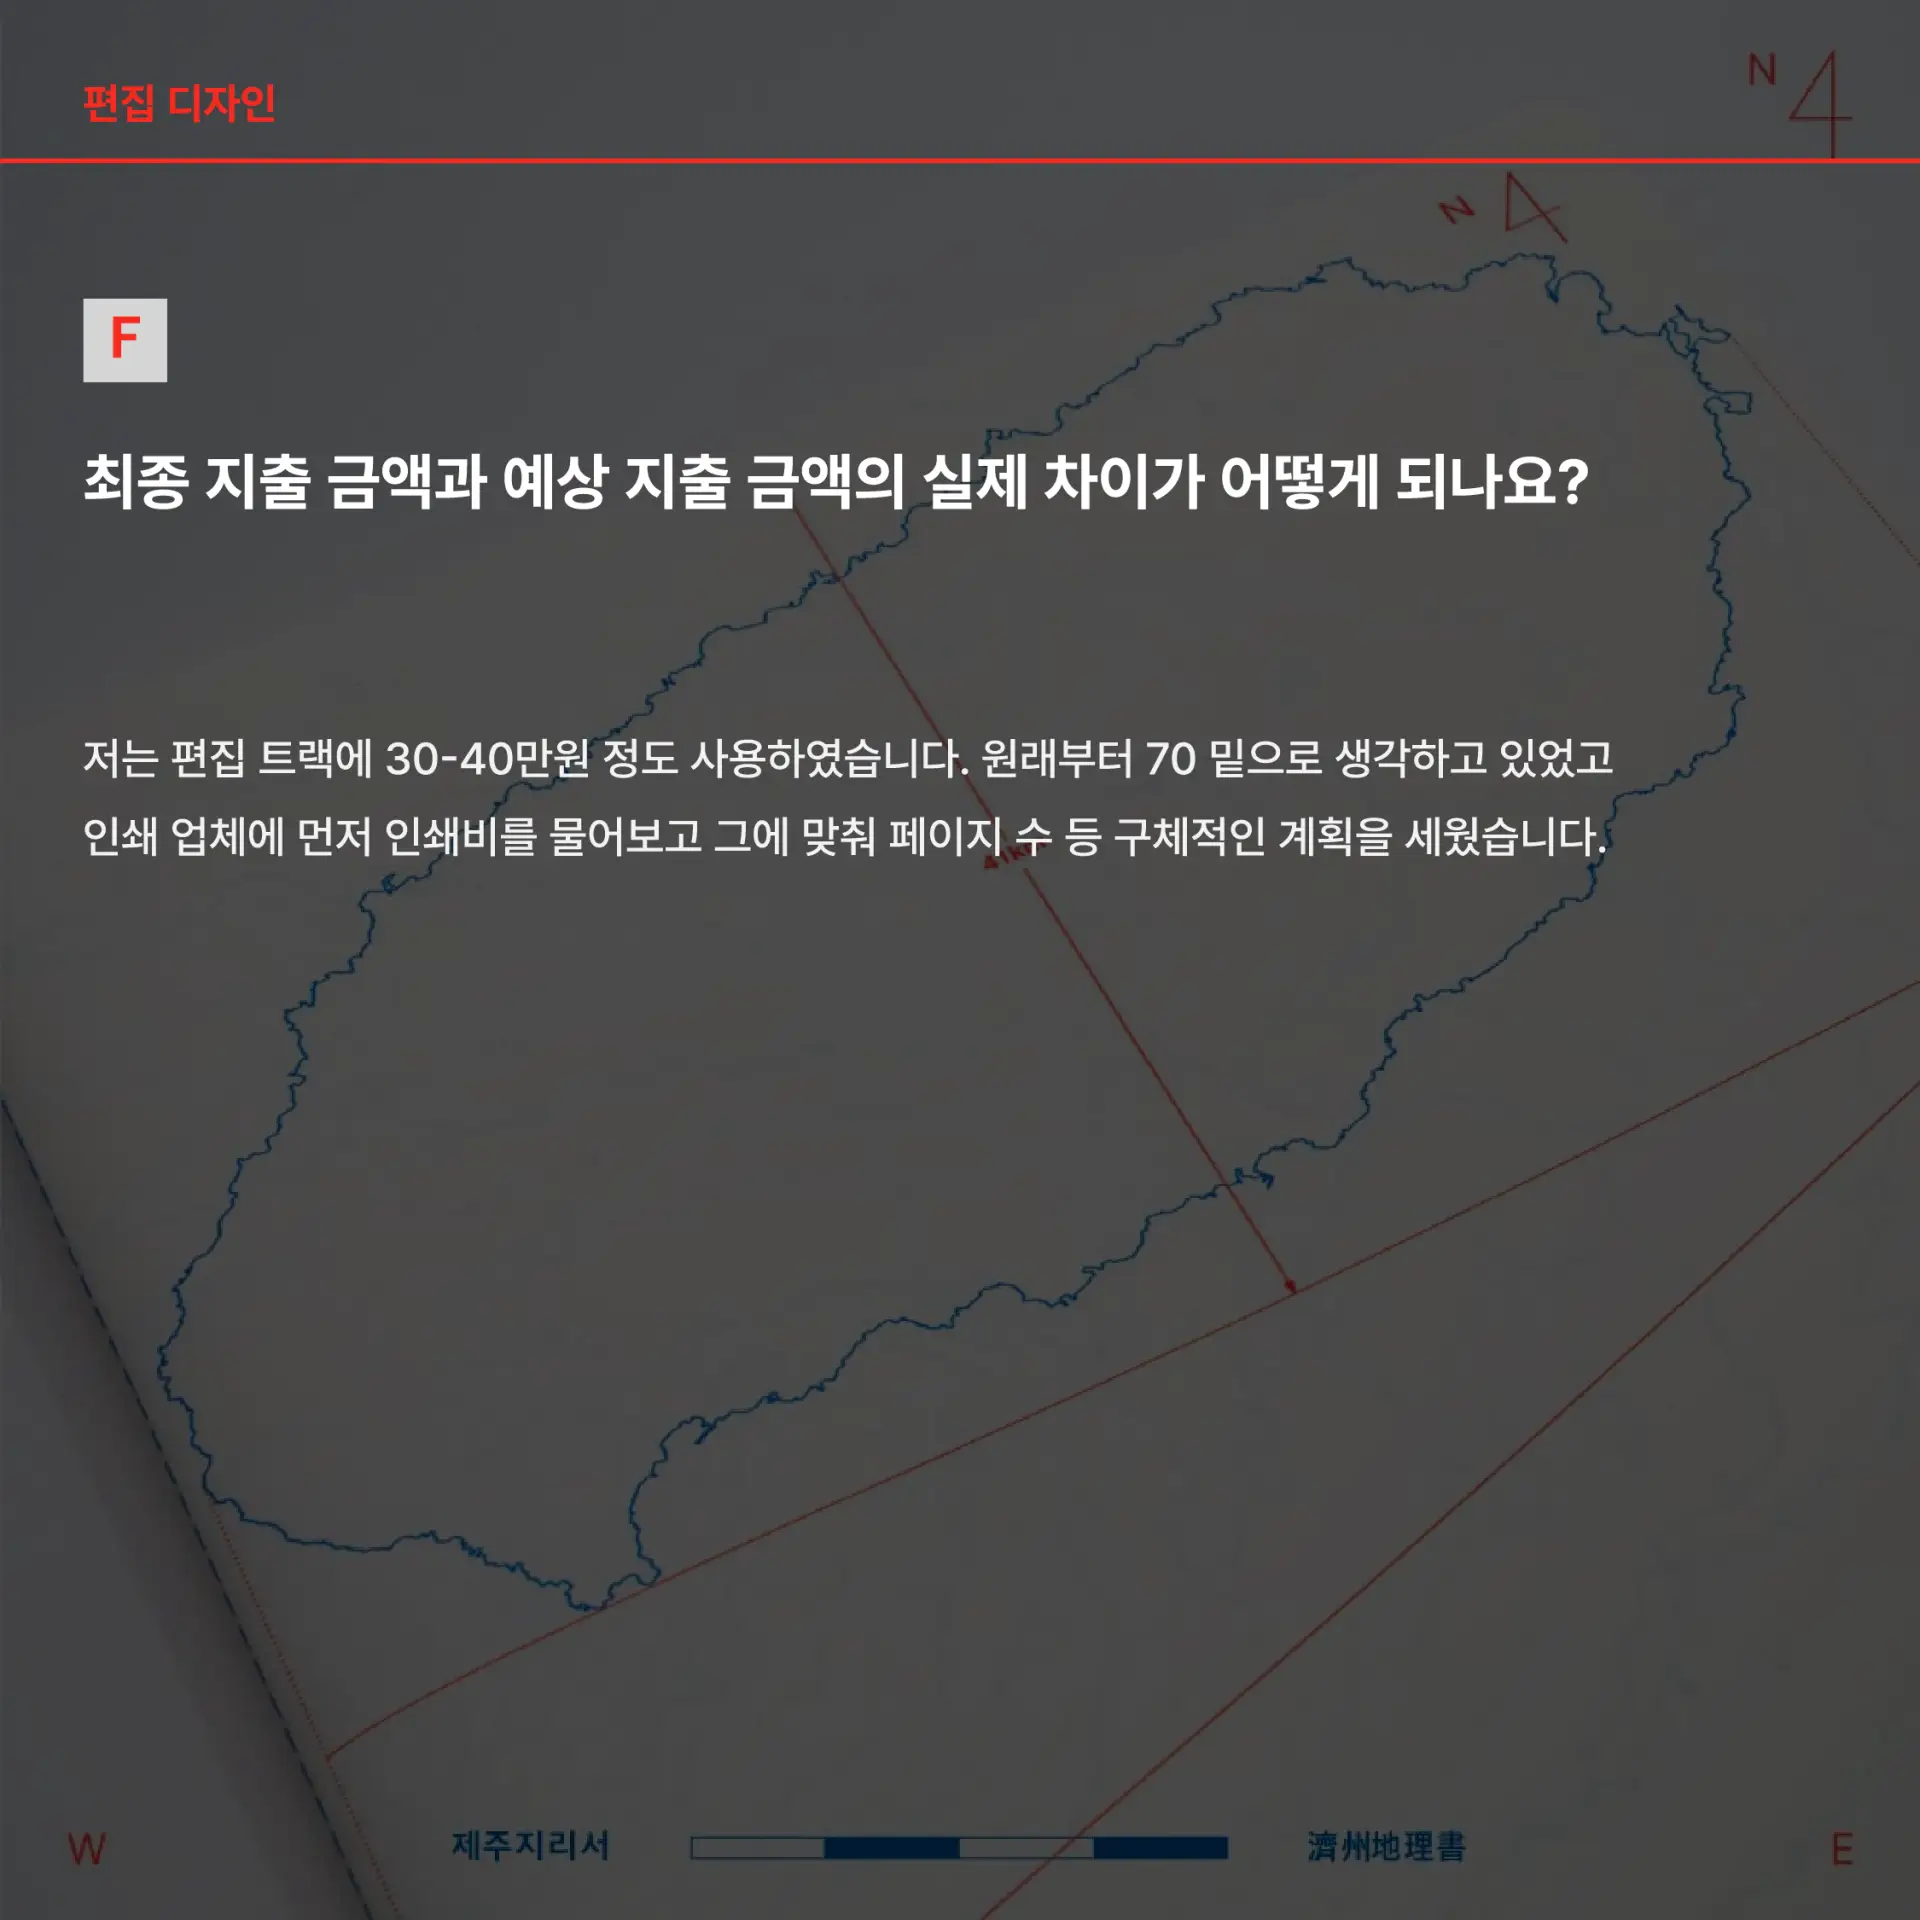 편집 디자인
N
N
F
최종 지출 금액과 예상 지출 금액의 실제 차이가 어떻게 되나요?
저는 편집 트랙에 30-40만원 정도 사용하였습니다. 원래부터 70 밑으로 생각하고 있었고
인쇄 업체에 먼저 인쇄비를 물어보고 그에 맞춰 페이지 수 등 구체적인 계획을 세웠습니다.
W
제주지리서
濟州地理書
E